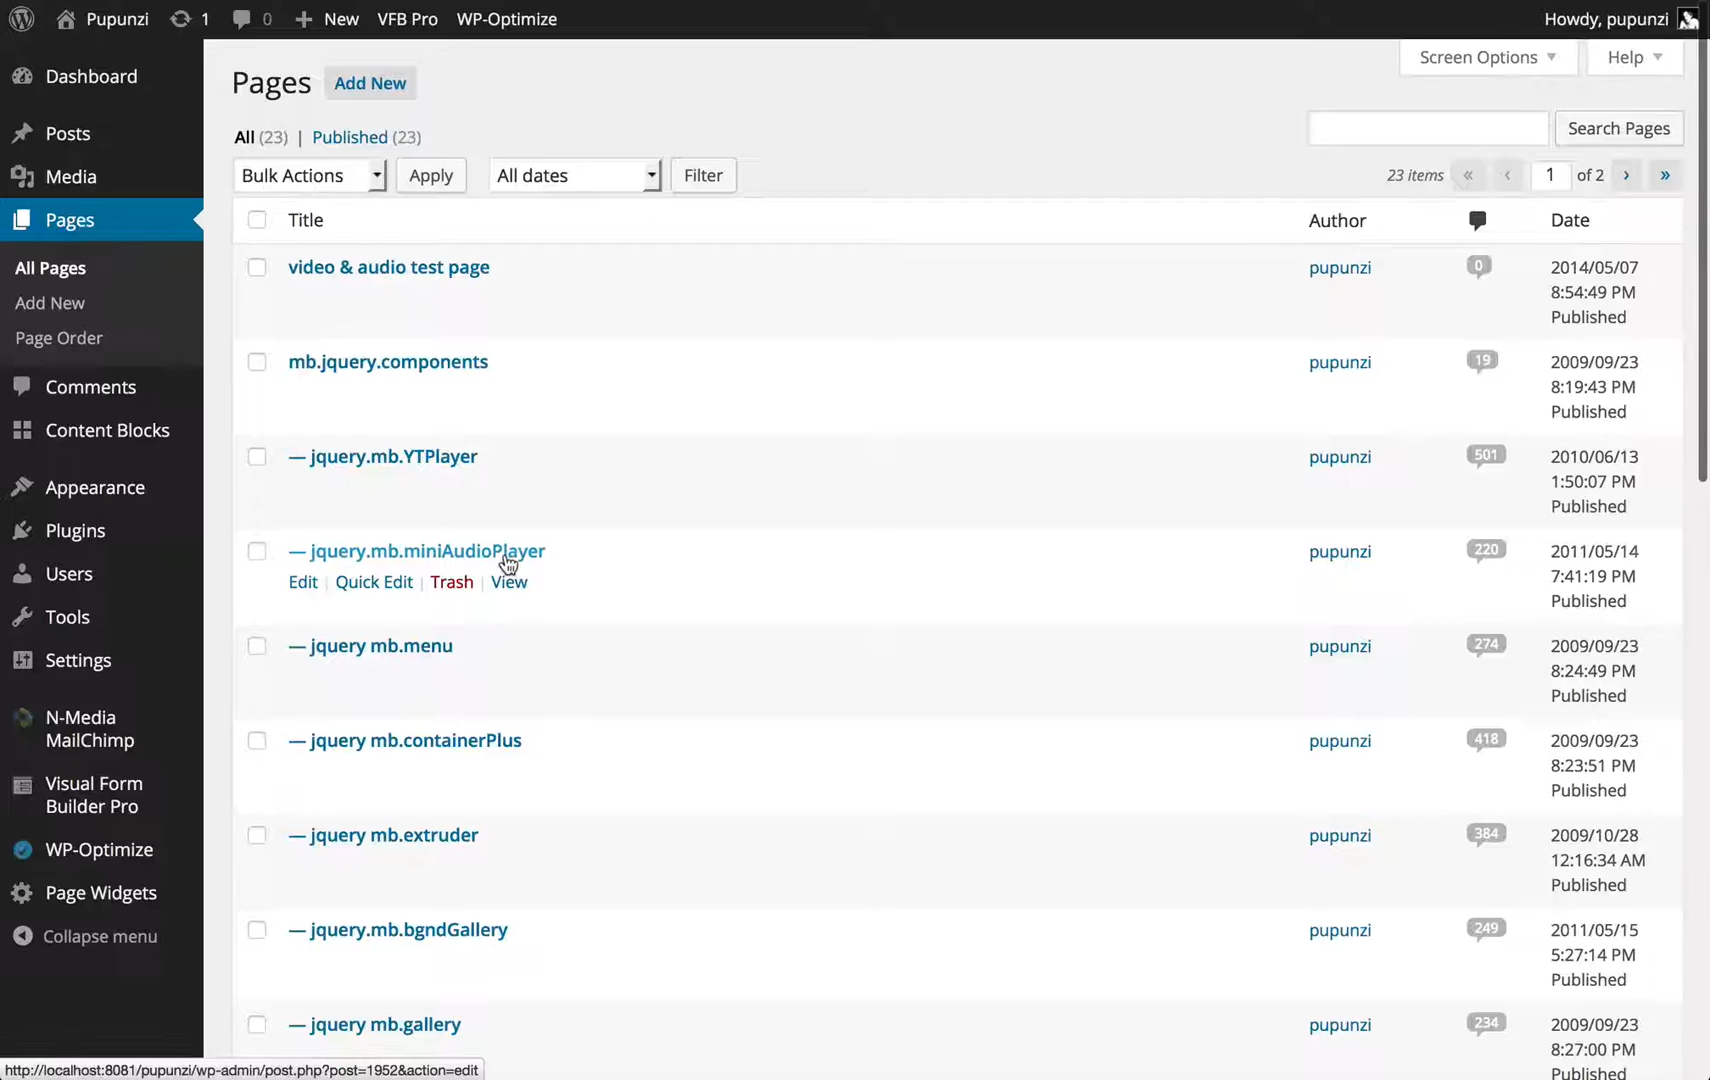 Pupunzi 1 0 New VFB Pro WP-Optimize Howdy, pupunzi
Dashboard
Posts
Media
Pages
All Pages
Add New
Page Order
Comments
Content Blocks
Appearance
Plugins
Users
Tools
Settings
N-Media
MailChimp
Visual Form
Builder Pro
WP-Optimize
Page Widgets
Collapse menu
Screen Options Help
Pages Add New
All (23) | Published (23)
Search Pages
Bulk Actions Apply All dates Filter 23 items « ‹ 1 of 2 › »
Title Author Date
video & audio test page pupunzi 0 2014/05/07
8:54:49 PM
Published
mb.jquery.components pupunzi 19 2009/09/23
8:19:43 PM
Published
— jquery.mb.YTPlayer pupunzi 501 2010/06/13
1:50:07 PM
Published
— jquery.mb.miniAudioPlayer pupunzi 220 2011/05/14
Edit | Quick Edit | Trash | View 7:41:19 PM
Published
— jquery mb.menu pupunzi 274 2009/09/23
8:24:49 PM
Published
— jquery mb.containerPlus pupunzi 418 2009/09/23
8:23:51 PM
Published
— jquery mb.extruder pupunzi 384 2009/10/28
12:16:34 AM
Published
— jquery.mb.bgndGallery pupunzi 249 2011/05/15
5:27:14 PM
Published
— jquery mb.gallery pupunzi 234 2009/09/23
8:27:00 PM
Published
http://localhost:8081/pupunzi/wp-admin/post.php?post=1952&action=edit